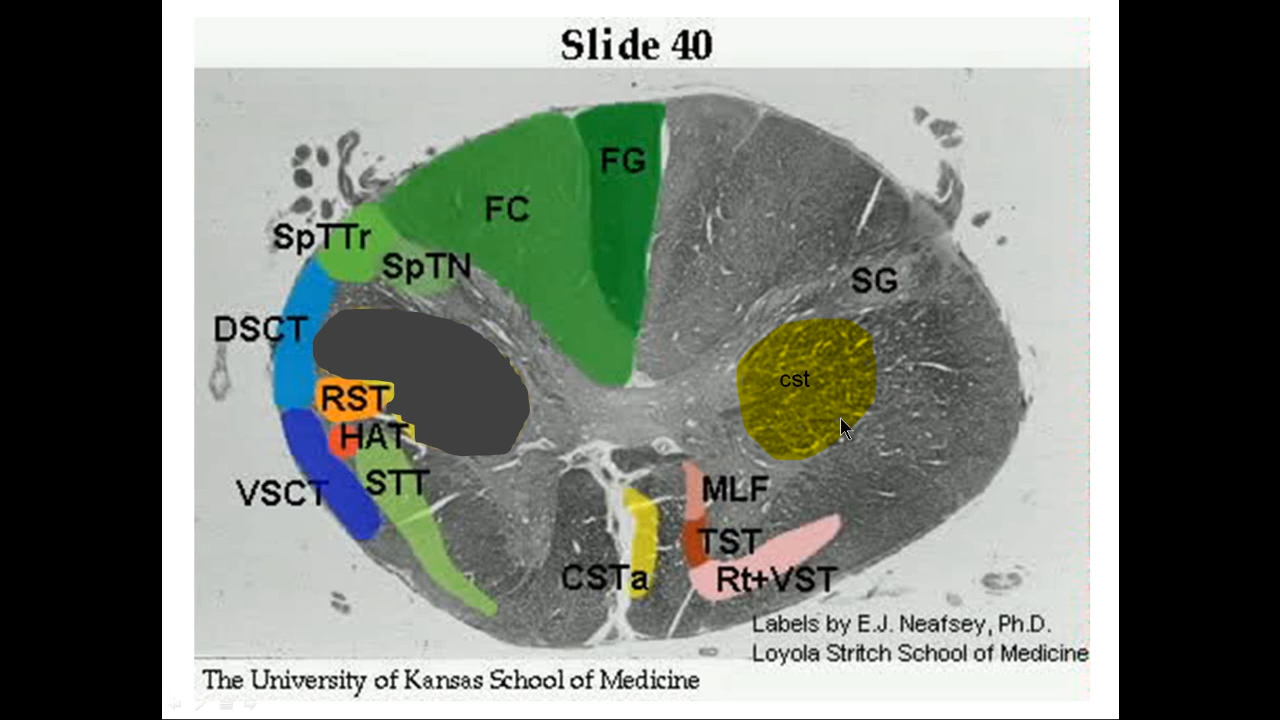 Slide 40
FG
FC
SpTTr
SpTN
SG
DSCT
cst
RST
HAT
STT
VSCT
MLF
TST
CSTa
Rt+VST
Labels by E.J. Neafsey, Ph.D.
Loyola Stritch School of Medicine
The University of Kansas School of Medicine